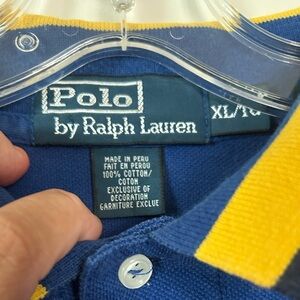 Polo
by Ralph Lauren
XL/TG
MADE IN PERU
FAIT EN PEROU
100% COTTON/
COTON
EXCLUSIVE OF
DECORATION
GARNITURE EXCLUE